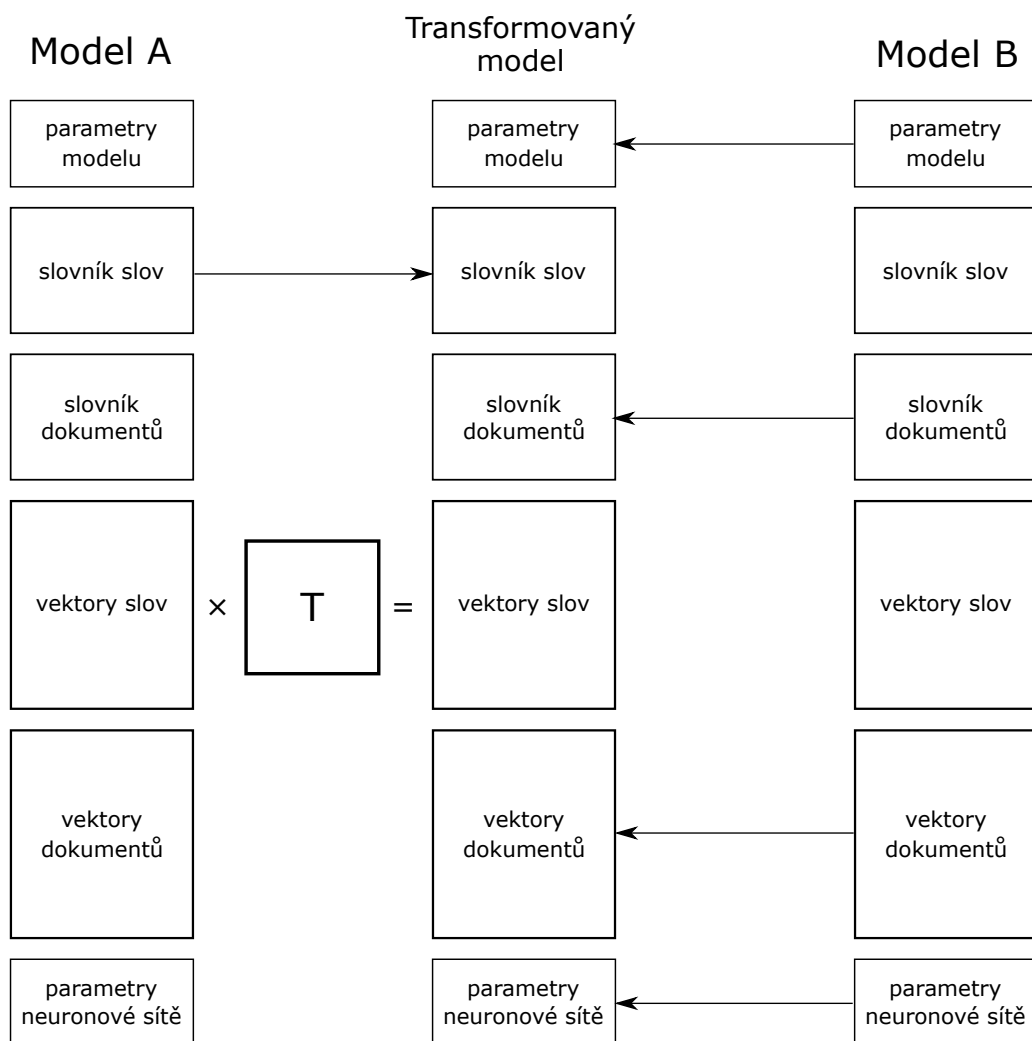 Model A
Transformovaný
model
Model B
parametry
modelu
parametry
modelu
parametry
modelu
slovník slov
slovník slov
slovník slov
slovník
dokumentů
slovník
dokumentů
slovník
dokumentů
vektory slov
×
T
=
vektory slov
vektory slov
vektory
dokumentů
vektory
dokumentů
vektory
dokumentů
parametry
neuronové sítě
parametry
neuronové sítě
parametry
neuronové sítě